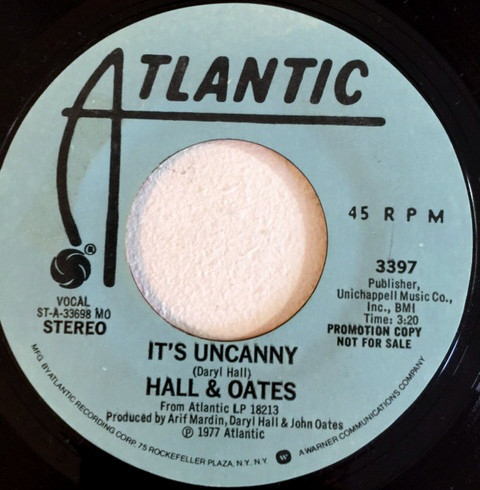 ATLANTIC
®
45 RPM
3397
Publisher,
Unichappell Music Co.,
Inc., BMI
Time: 3:20
PROMOTION COPY
NOT FOR SALE
VOCAL
ST-A-33698 MO
STEREO
IT'S UNCANNY
(Daryl Hall)
HALL & OATES
From Atlantic LP 18213
Produced by Arif Mardin, Daryl Hall & John Oates
℗ 1977 Atlantic
MFG. BY ATLANTIC RECORDING CORP. 75 ROCKEFELLER PLAZA, N.Y. N.Y. W A WARNER COMMUNICATIONS COMPANY